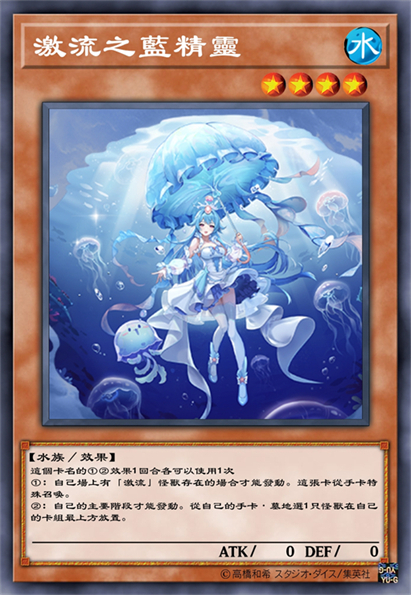 激流之藍精靈
水
【水族／效果】
這個卡名的①②效果1回合各可以使用1次
①：自己場上有「激流」怪獸存在的場合才能發動。這張卡從手卡特
殊召喚。
②：自己的主要階段才能發動。從自己的手卡，墓地選1只怪獸在自己
的卡組最上方放置。
ATK/ 0 DEF/ 0
©高橋和希 スタジオ・ダイス/集英社